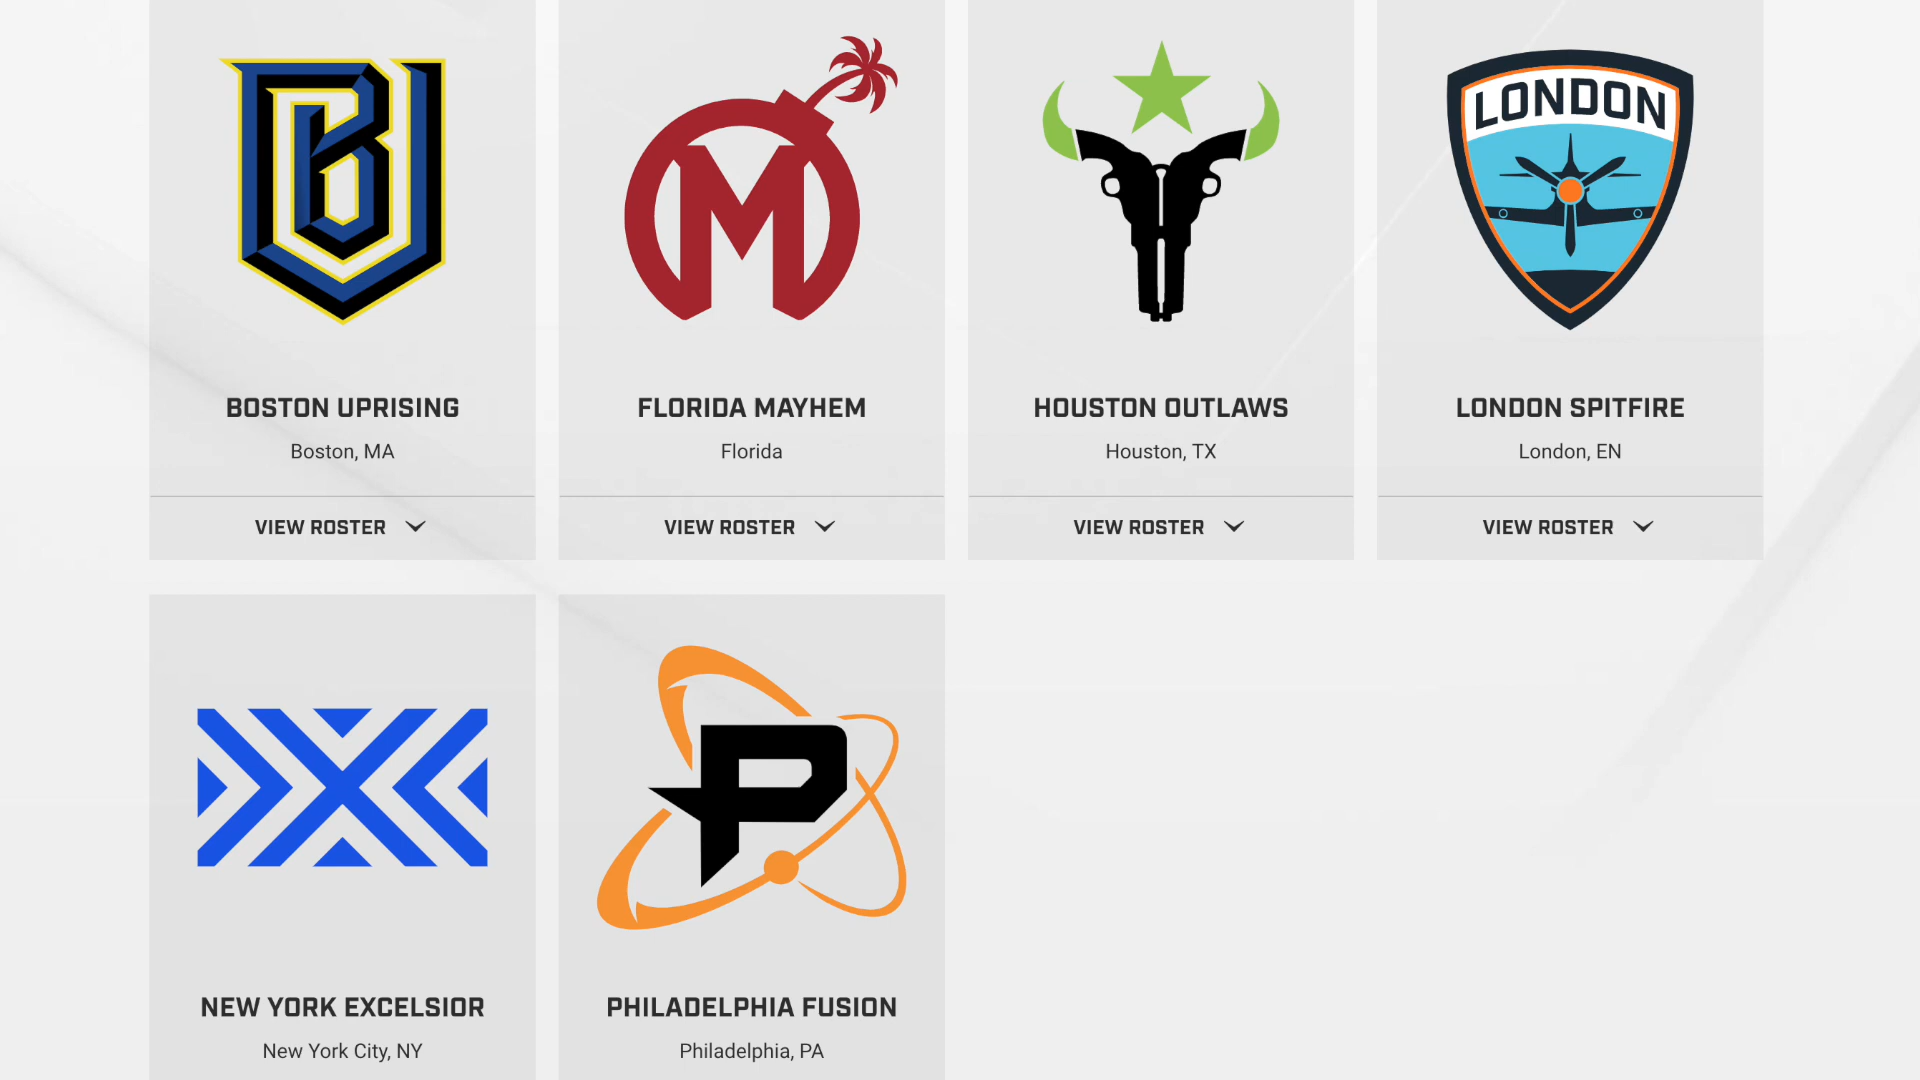 LONDON
BOSTON UPRISING
Boston, MA
VIEW ROSTER
FLORIDA MAYHEM
Florida
VIEW ROSTER
HOUSTON OUTLAWS
Houston, TX
VIEW ROSTER
LONDON SPITFIRE
London, EN
VIEW ROSTER
NEW YORK EXCELSIOR
New York City, NY
P
PHILADELPHIA FUSION
Philadelphia, PA